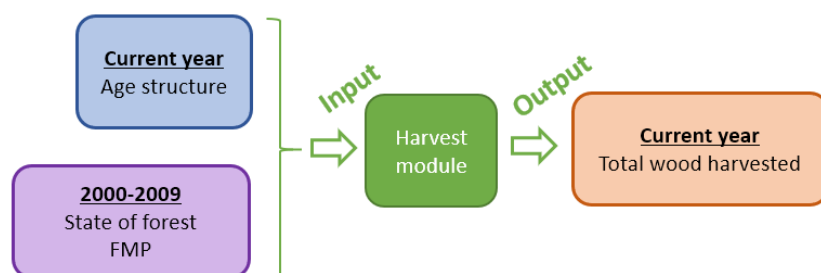 Current year
Age structure
2000-2009
State of forest
FMP
Input
Harvest
module
Output
Current year
Total wood harvested